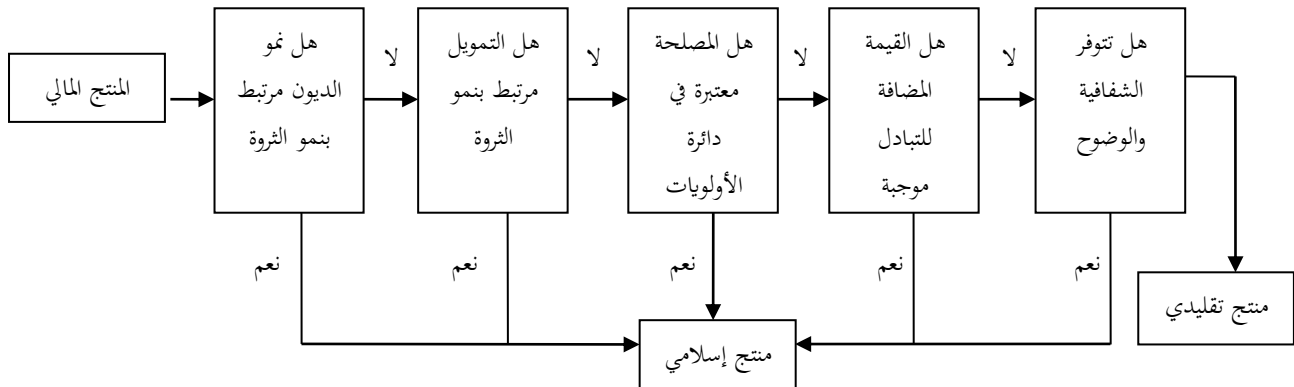 المنتج المالي
هل نمو
الديون مرتبط
بنمو الثروة
لا
هل التمويل
مرتبط بنمو
الثروة
لا
هل المصلحة
معتبرة في
دائرة
الأولويات
لا
هل القيمة
المضافة
للتبادل
موجبة
لا
هل تتوفر
الشفافية
والوضوح
نعم
نعم
نعم
نعم
نعم
منتج إسلامي
منتج تقليدي